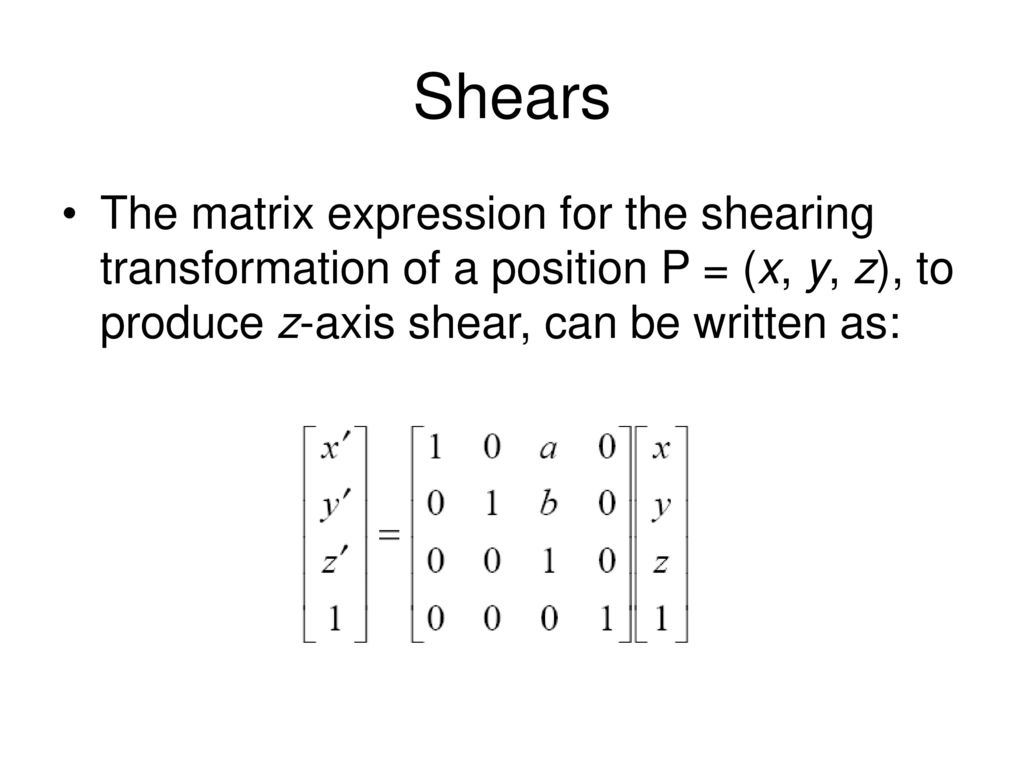 Shears
• The matrix expression for the shearing
transformation of a position P = (x, y, z), to
produce z-axis shear, can be written as:
[x′] = [1 0 a 0][x]
[y′] [0 1 b 0][y]
[z′] [0 0 1 0][z]
[1] [0 0 0 1][1]